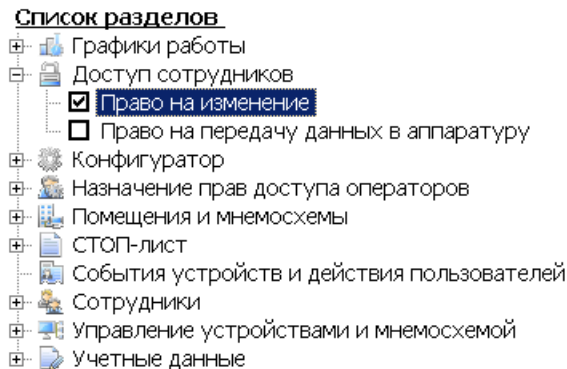 Список разделов
Графики работы
Доступ сотрудников
Право на изменение
Право на передачу данных в аппаратуру
Конфигуратор
Назначение прав доступа операторов
Помещения и мнемосхемы
СТОП-лист
События устройств и действия пользователей
Сотрудники
Управление устройствами и мнемосхемой
Учетные данные